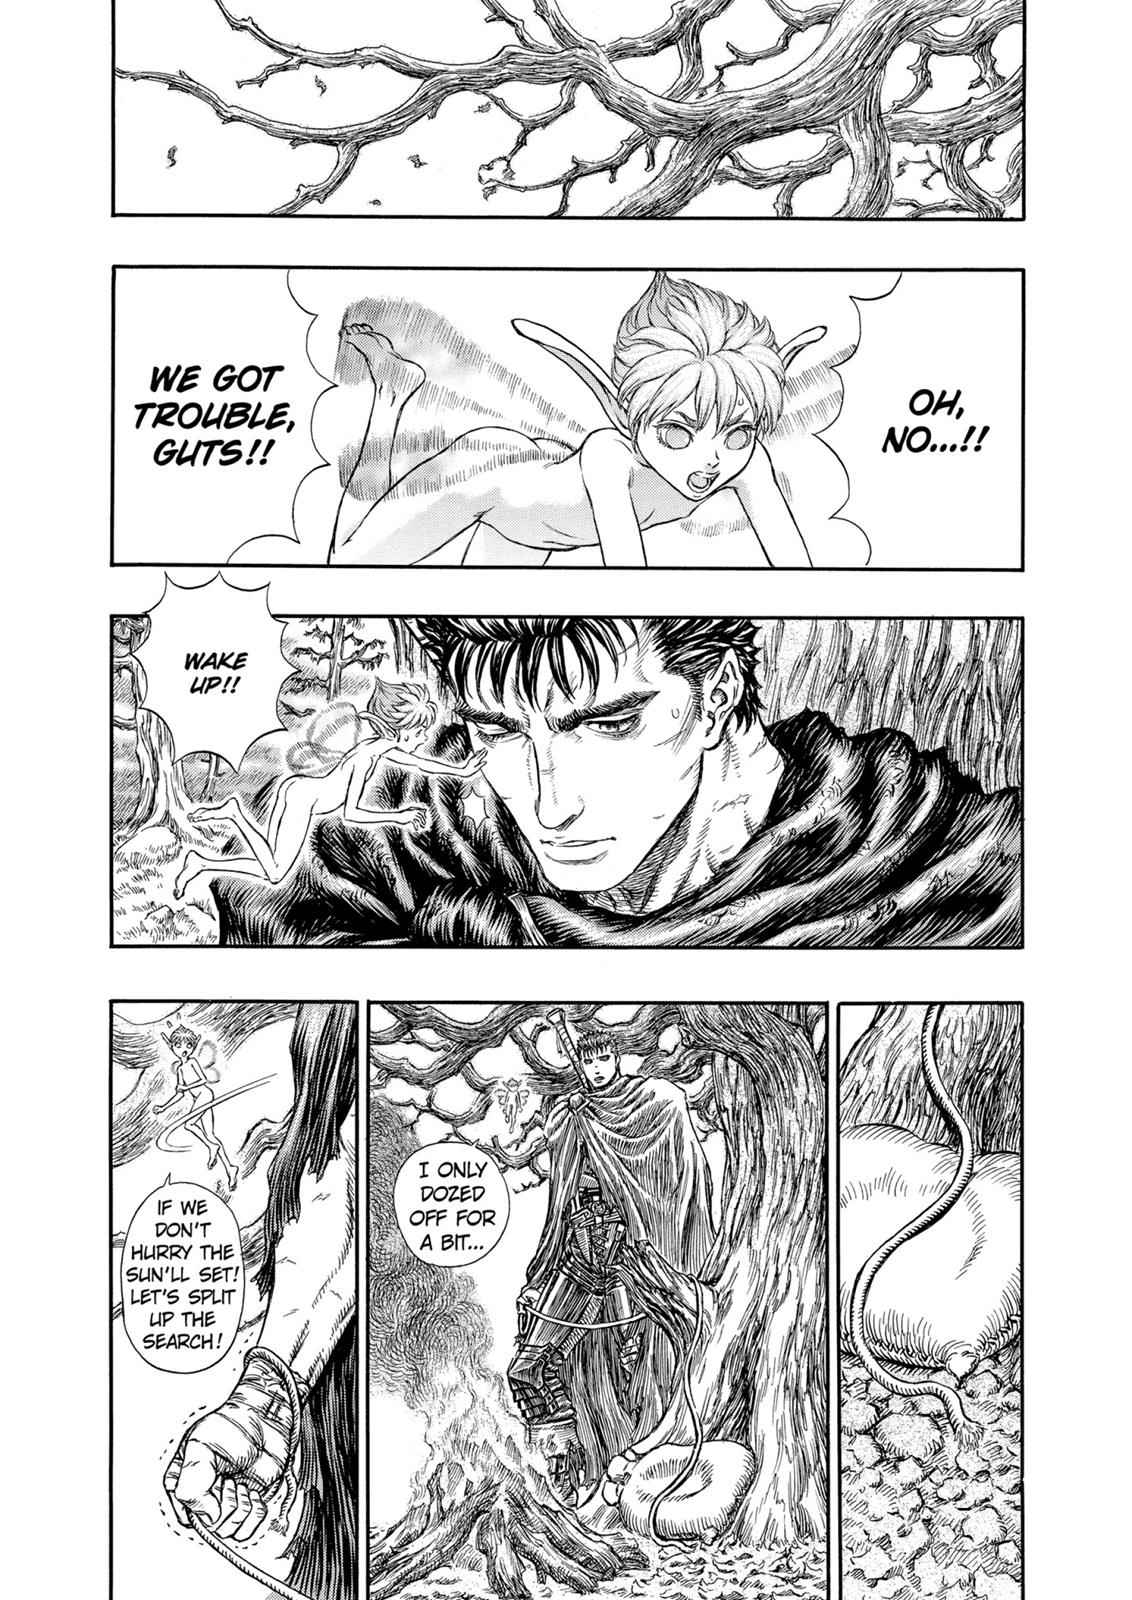 OH,
NO...!!
WE GOT
TROUBLE,
GUTS!!
WAKE
UP!!
I ONLY
DOZED
OFF FOR
A BIT...
IF WE
DON'T
HURRY THE
SUN'LL SET!
LET'S SPLIT
UP THE
SEARCH!